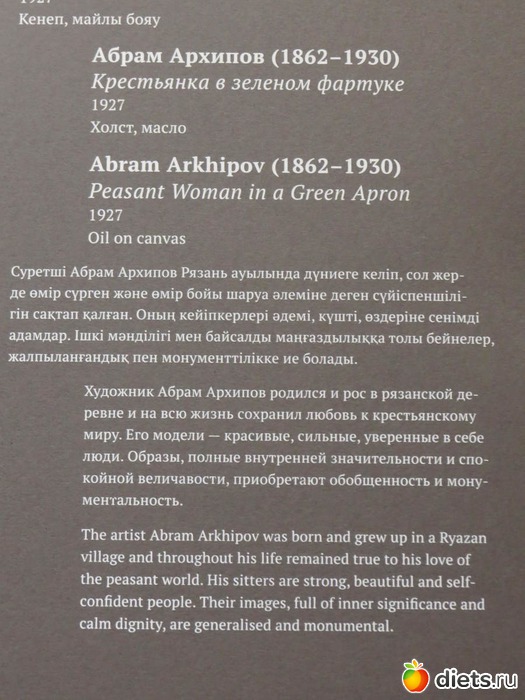 1927
Кенеп, майлы бояу
Абрам Архипов (1862–1930)
Крестьянка в зеленом фартуке
1927
Холст, масло
Abram Arkhipov (1862–1930)
Peasant Woman in a Green Apron
1927
Oil on canvas
Суретші Абрам Архипов Рязань ауылында дүниеге келіп, сол жер-
де өмір сүрген және өмір бойы шаруа әлеміне деген сүйіспеншілі-
гін сақтап қалған. Оның кейіпкерлері әдемі, күшті, өздеріне сенімді
адамдар. Ішкі мәнділігі мен байсалды маңғаздылыққа толы бейнелер,
жалпыланғандық пен монументтілікке ие болады.
Художник Абрам Архипов родился и рос в рязанской де-
ревне и на всю жизнь сохранил любовь к крестьянскому
миру. Его модели — красивые, сильные, уверенные в себе
люди. Образы, полные внутренней значительности и спо-
койной величавости, приобретают обобщенность и мону-
ментальность.
The artist Abram Arkhipov was born and grew up in a Ryazan
village and throughout his life remained true to his love of
the peasant world. His sitters are strong, beautiful and self-
confident people. Their images, full of inner significance and
calm dignity, are generalised and monumental.
diets.ru